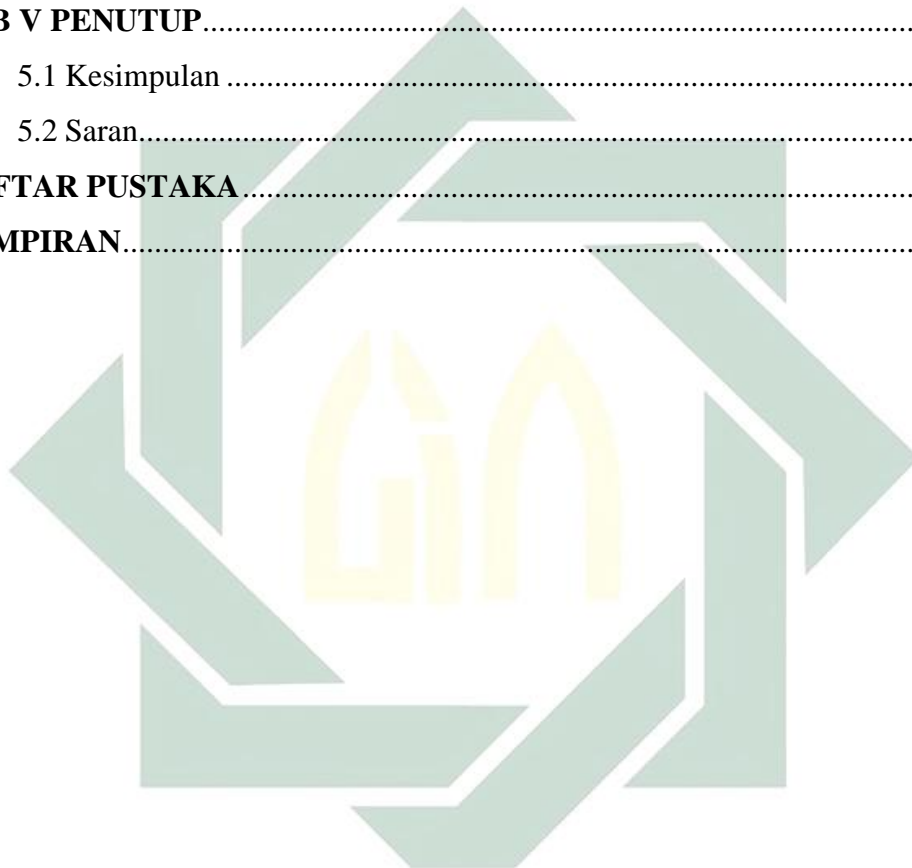 B V PENUTUP
5.1 Kesimpulan
5.2 Saran
FTAR PUSTAKA
MPIRAN